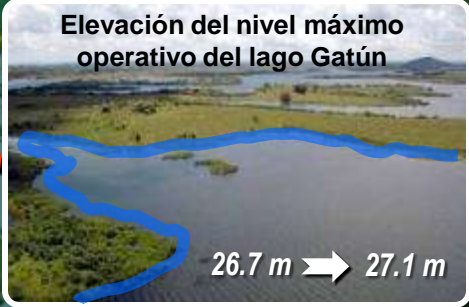 Elevación del nivel máximo
operativo del lago Gatún
26.7 m 27.1 m